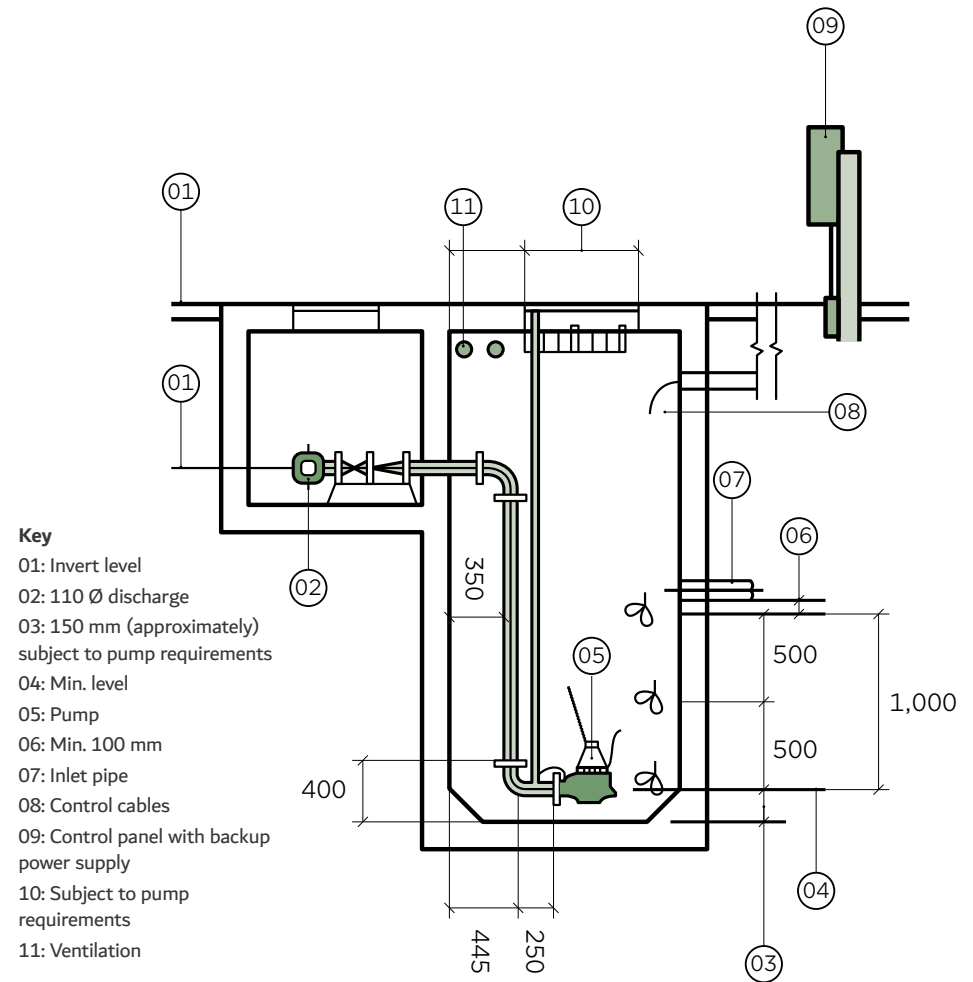 09
01
11
10
01
08
07
06
Key
01: Invert level
02: 110 Ø discharge
03: 150 mm (approximately)
subject to pump requirements
04: Min. level
05: Pump
06: Min. 100 mm
07: Inlet pipe
08: Control cables
09: Control panel with backup
power supply
10: Subject to pump
requirements
11: Ventilation
02
350
05
500
1,000
500
400
04
445
250
03